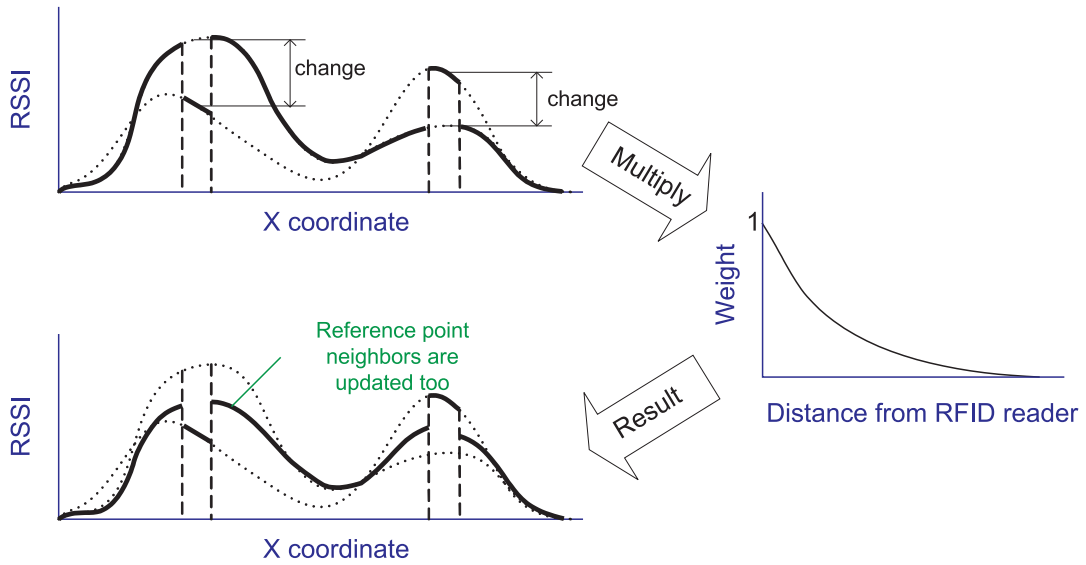 RSSI
change
change
X coordinate
Multiply
1
Weight
Distance from RFID reader
Result
Reference point
neighbors are
updated too
RSSI
X coordinate